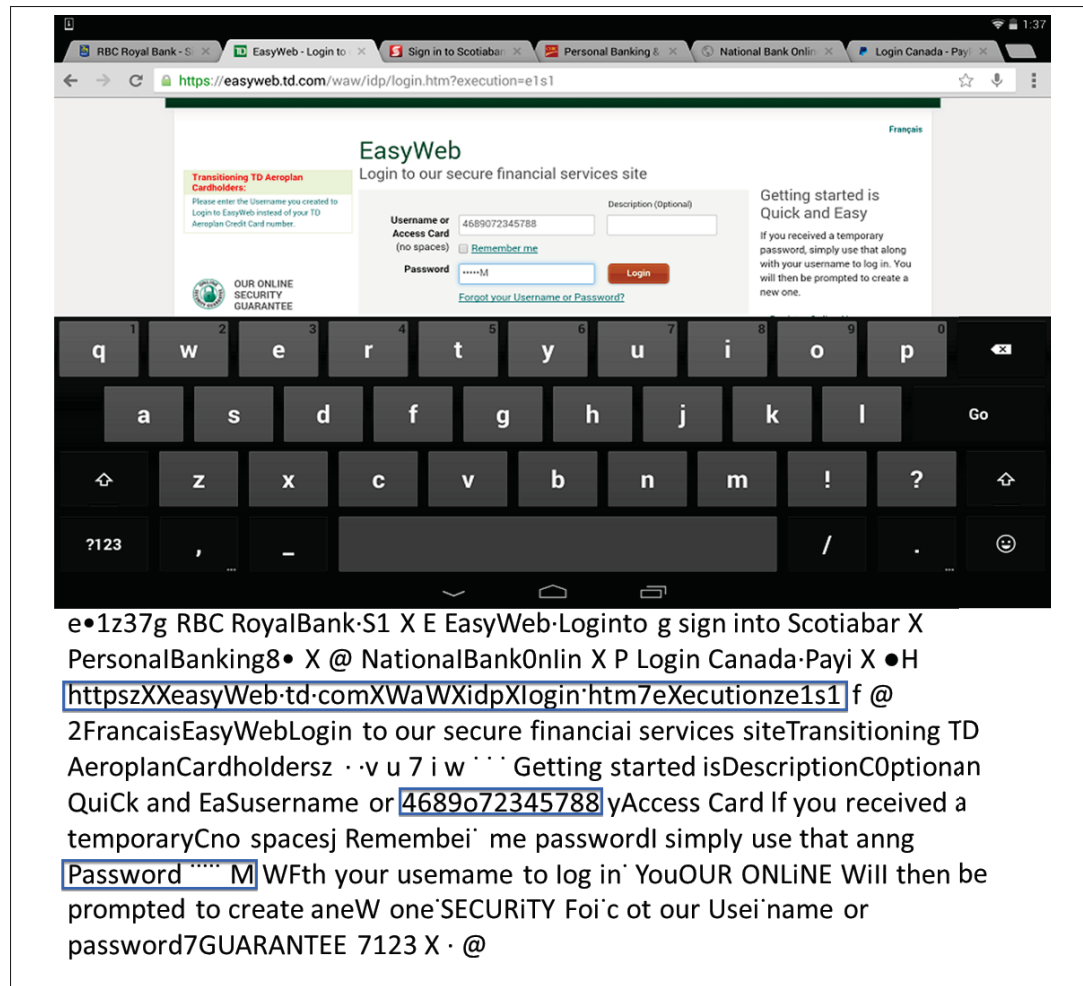 1:37
RBC Royal Bank - Si
EasyWeb - Login to
Sign in to Scotiaban
Personal Banking &
National Bank Onlin
Login Canada - PayP
https://easyweb.td.com/waw/idp/login.htm?execution=e1s1
Français
EasyWeb
Login to our secure financial services site
Transitioning TD Aeroplan
Cardholders:
Please enter the Username you created to
Login to EasyWeb instead of your TD
Aeroplan Credit Card number.
OUR ONLINE
SECURITY
GUARANTEE
Description (Optional)
Username or
Access Card
(no spaces)
4689072345788
Remember me
Password
•••••M
Login
Forgot your Username or Password?
Getting started is
Quick and Easy
If you received a temporary
password, simply use that along
with your username to log in. You
will then be prompted to create a
new one.
1 2 3 4 5 6 7 8 9 0
q w e r t y u i o p
a s d f g h j k l Go
z x c v b n m ! ?
?123 , _ / .
e•1z37g RBC RoyaIBank·S1 X E EasyWeb·Loginto g sign into Scotiabar X
PersonaIBanking8• X @ NationaIBank0nIin X P Login Canada·Payi X ●H
httpszXXeasyWeb·td·comXWaWXidpXIogin·htm7eXecutionze1s1 f @
2FrancaisEasyWebLogin to our secure financiai services siteTransitioning TD
AeropIanCardhoIdersz · ·v u 7 i w ˙ ˙ ˙ Getting started isDescriptionC0ptionan
QuiCk and EaSusername or 4689o72345788 yAccess Card lf you received a
temporaryCno spacesj Remembei˙ me passwordI simply use that anng
Password ˙˙˙˙˙ M WFth your usemame to log in˙ YouOUR ONLiNE WiII then be
prompted to create aneW one˙SECURiTY Foi˙c ot our Usei˙name or
password7GUARANTEE 7123 X · @